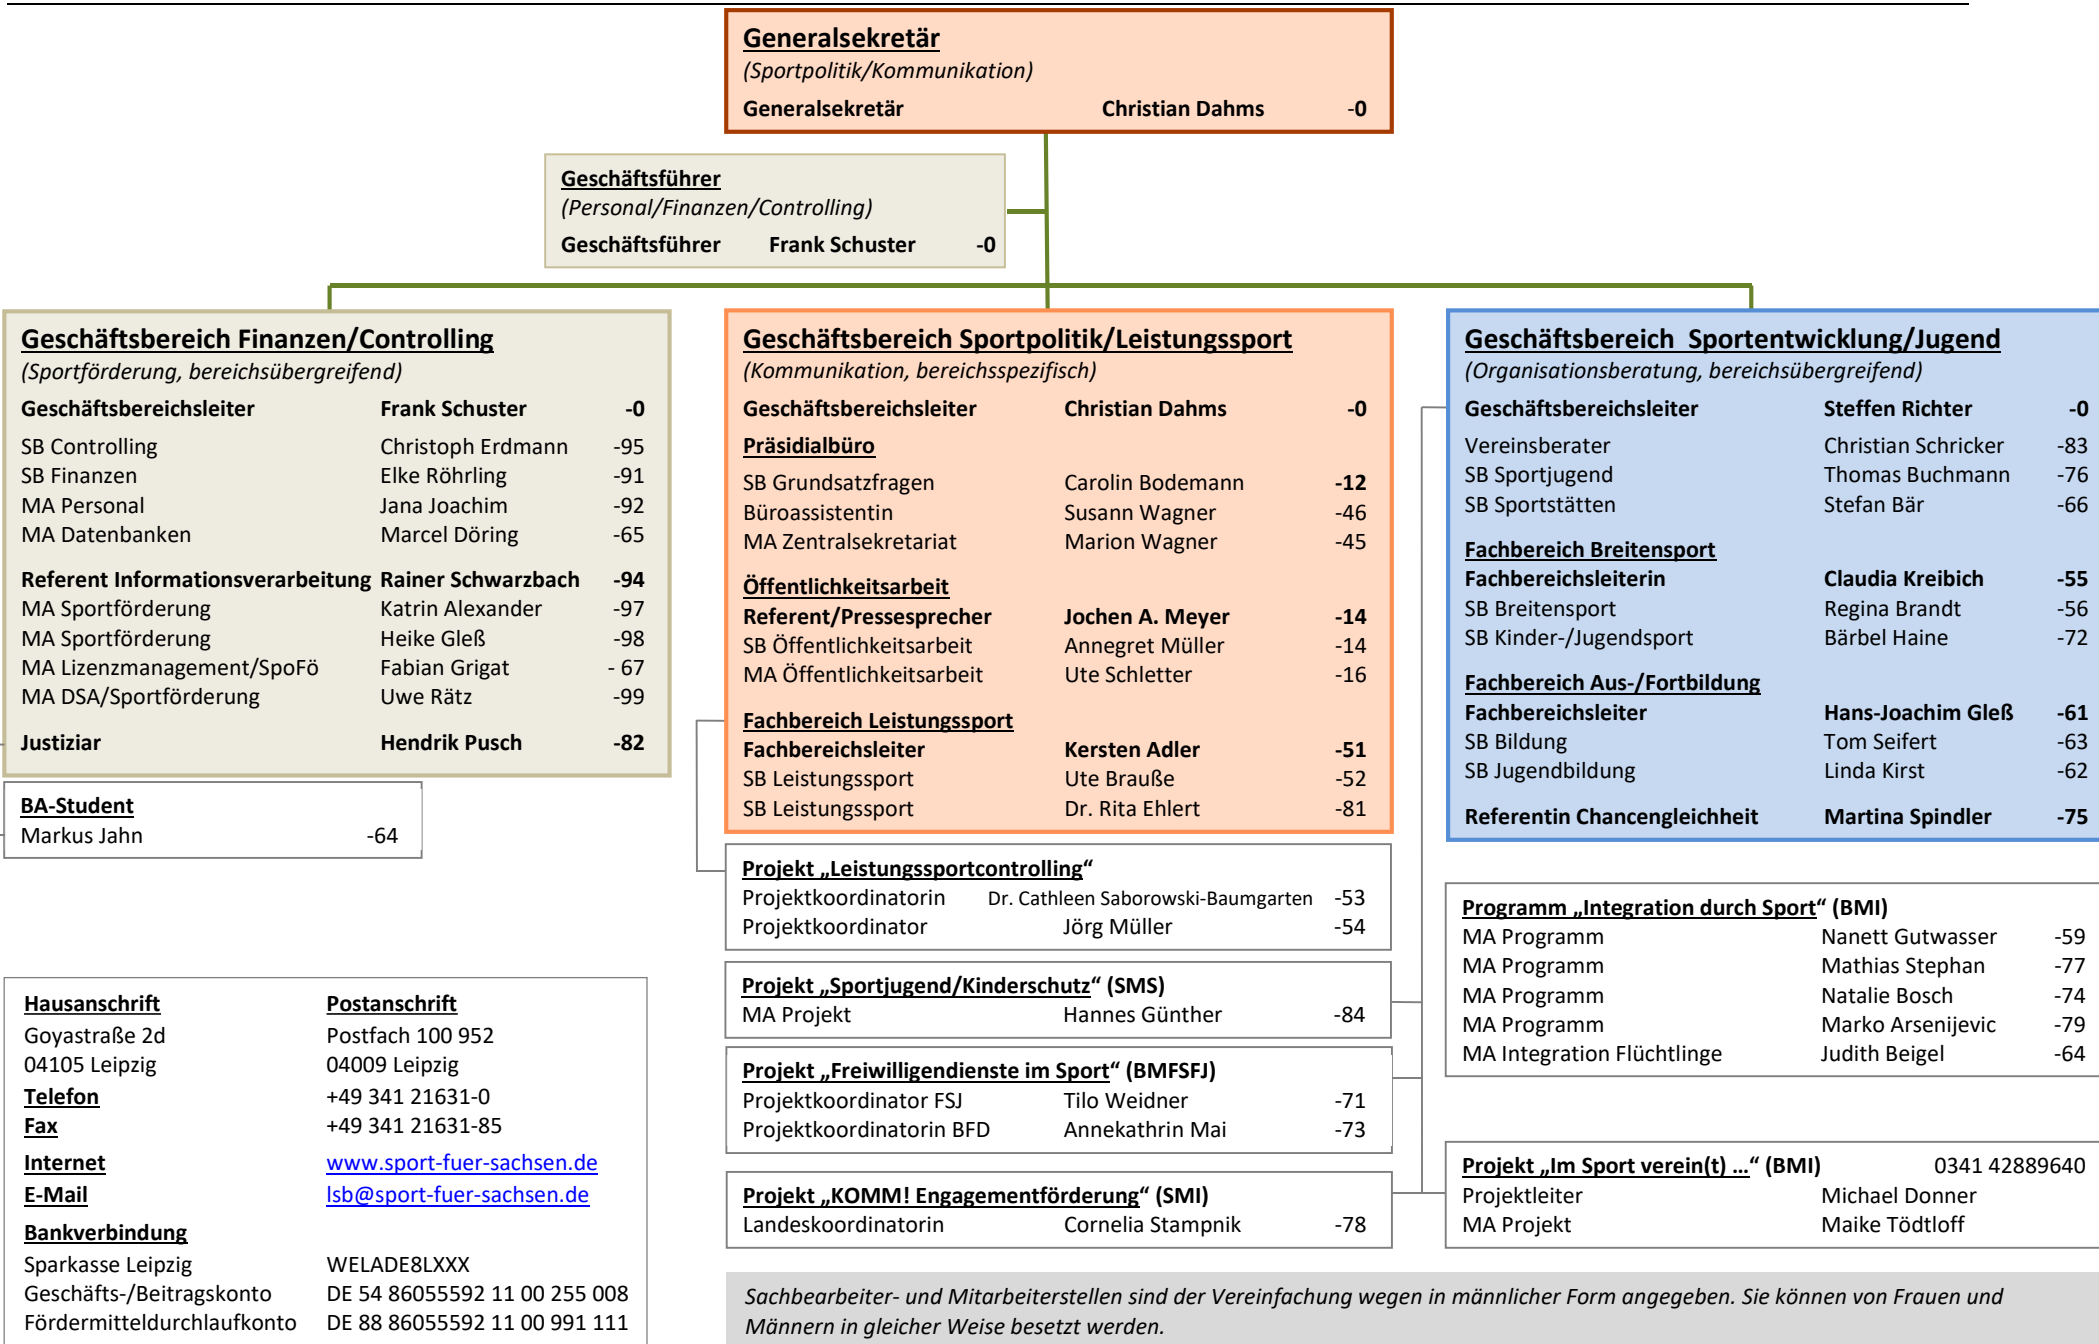 Generalsekretär
(Sportpolitik/Kommunikation)
Generalsekretär Christian Dahms -0
Geschäftsführer
(Personal/Finanzen/Controlling)
Geschäftsführer Frank Schuster -0
Geschäftsbereich Finanzen/Controlling
(Sportförderung, bereichsübergreifend)
Geschäftsbereichsleiter Frank Schuster -0
SB Controlling Christoph Erdmann -95
SB Finanzen Elke Röhrling -91
MA Personal Jana Joachim -92
MA Datenbanken Marcel Döring -65
Referent Informationsverarbeitung Rainer Schwarzbach -94
MA Sportförderung Katrin Alexander -97
MA Sportförderung Heike Gleß -98
MA Lizenzmanagement/SpoFö Fabian Grigat - 67
MA DSA/Sportförderung Uwe Rätz -99
Justiziar Hendrik Pusch -82
BA-Student
Markus Jahn -64
Geschäftsbereich Sportpolitik/Leistungssport
(Kommunikation, bereichsspezifisch)
Geschäftsbereichsleiter Christian Dahms -0
Präsidialbüro
SB Grundsatzfragen Carolin Bodemann -12
Büroassistentin Susann Wagner -46
MA Zentralsekretariat Marion Wagner -45
Öffentlichkeitsarbeit
Referent/Pressesprecher Jochen A. Meyer -14
SB Öffentlichkeitsarbeit Annegret Müller -14
MA Öffentlichkeitsarbeit Ute Schletter -16
Fachbereich Leistungssport
Fachbereichsleiter Kersten Adler -51
SB Leistungssport Ute Brauße -52
SB Leistungssport Dr. Rita Ehlert -81
Projekt „Leistungssportcontrolling“
Projektkoordinatorin Dr. Cathleen Saborowski-Baumgarten -53
Projektkoordinator Jörg Müller -54
Projekt „Sportjugend/Kinderschutz“ (SMS)
MA Projekt Hannes Günther -84
Projekt „Freiwilligendienste im Sport“ (BMFSFJ)
Projektkoordinator FSJ Tilo Weidner -71
Projektkoordinatorin BFD Annekathrin Mai -73
Projekt „KOMM! Engagementförderung“ (SMI)
Landeskoordinatorin Cornelia Stampnik -78
Geschäftsbereich Sportentwicklung/Jugend
(Organisationsberatung, bereichsübergreifend)
Geschäftsbereichsleiter Steffen Richter -0
Vereinsberater Christian Schricker -83
SB Sportjugend Thomas Buchmann -76
SB Sportstätten Stefan Bär -66
Fachbereich Breitensport
Fachbereichsleiterin Claudia Kreibich -55
SB Breitensport Regina Brandt -56
SB Kinder-/Jugendsport Bärbel Haine -72
Fachbereich Aus-/Fortbildung
Fachbereichsleiter Hans-Joachim Gleß -61
SB Bildung Tom Seifert -63
SB Jugendbildung Linda Kirst -62
Referentin Chancengleichheit Martina Spindler -75
Programm „Integration durch Sport“ (BMI)
MA Programm Nanett Gutwasser -59
MA Programm Mathias Stephan -77
MA Programm Natalie Bosch -74
MA Programm Marko Arsenijevic -79
MA Integration Flüchtlinge Judith Beigel -64
Projekt „Im Sport verein(t) ...“ (BMI) 0341 42889640
Projektleiter Michael Donner
MA Projekt Maike Tödtloff
Hausanschrift Postanschrift
Goyastraße 2d Postfach 100 952
04105 Leipzig 04009 Leipzig
Telefon +49 341 21631-0
Fax +49 341 21631-85
Internet www.sport-fuer-sachsen.de
E-Mail lsb@sport-fuer-sachsen.de
Bankverbindung
Sparkasse Leipzig WELADE8LXXX
Geschäfts-/Beitragskonto DE 54 86055592 11 00 255 008
Fördermitteldurchlaufkonto DE 88 86055592 11 00 991 111
Sachbearbeiter- und Mitarbeiterstellen sind der Vereinfachung wegen in männlicher Form angegeben. Sie können von Frauen und
Männern in gleicher Weise besetzt werden.